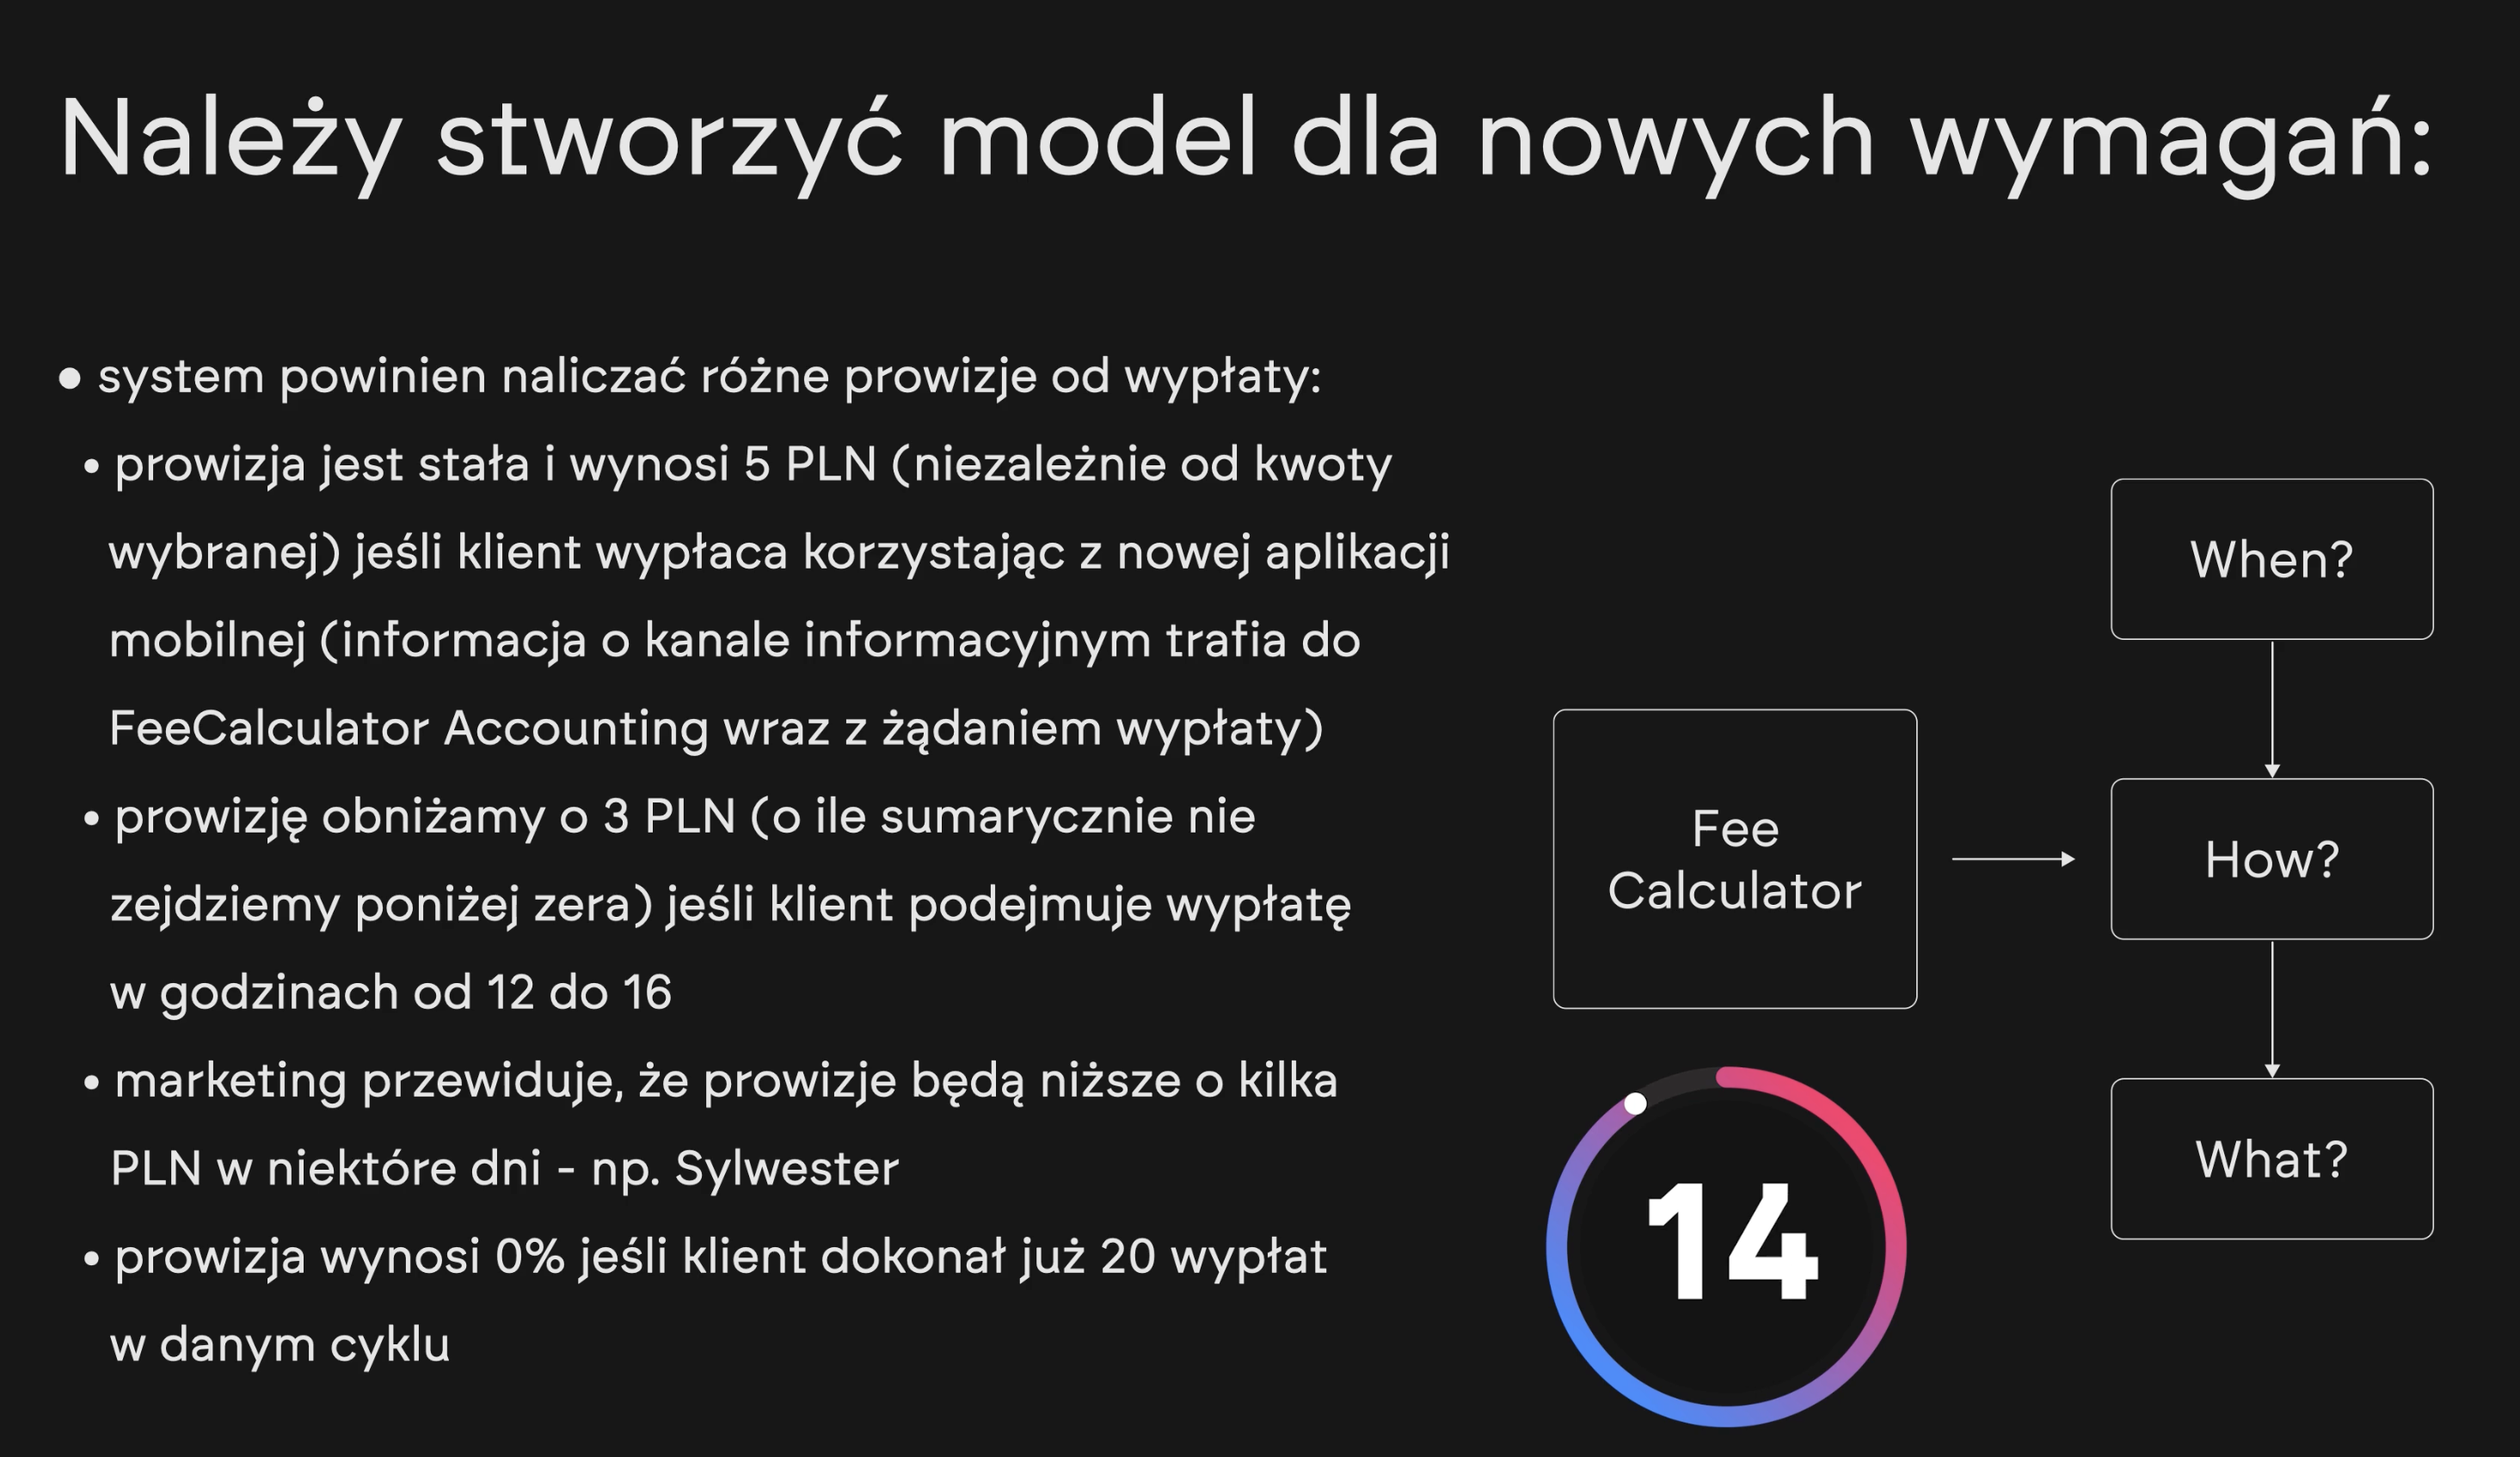 Należy stworzyć model dla nowych wymagań:
• system powinien naliczać różne prowizje od wypłaty:
• prowizja jest stała i wynosi 5 PLN (niezależnie od kwoty
wybranej) jeśli klient wypłaca korzystając z nowej aplikacji
mobilnej (informacja o kanale informacyjnym trafia do
FeeCalculator Accounting wraz z żądaniem wypłaty)
• prowizję obniżamy o 3 PLN (o ile sumarycznie nie
zejdziemy poniżej zera) jeśli klient podejmuje wypłatę
w godzinach od 12 do 16
• marketing przewiduje, że prowizje będą niższe o kilka
PLN w niektóre dni - np. Sylwester
• prowizja wynosi 0% jeśli klient dokonał już 20 wypłat
w danym cyklu
Fee
Calculator
14
When?
How?
What?